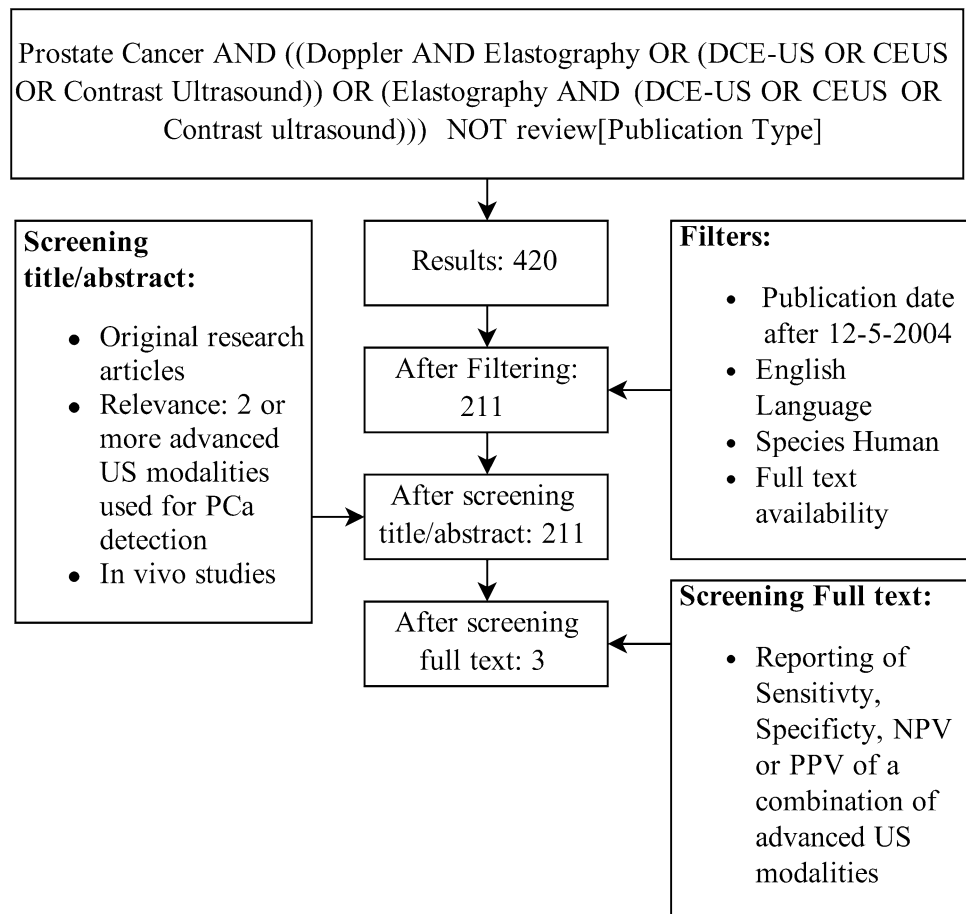 Prostate Cancer AND ((Doppler AND Elastography OR (DCE-US OR CEUS
OR Contrast Ultrasound)) OR (Elastography AND (DCE-US OR CEUS OR
Contrast ultrasound))) NOT review[Publication Type]
Results: 420
Filters:
• Publication date
after 12-5-2004
• English
Language
• Species Human
• Full text
availability
After Filtering:
211
Screening
title/abstract:
• Original research
articles
• Relevance: 2 or
more advanced
US modalities
used for PCa
detection
• In vivo studies
After screening
title/abstract: 211
After screening
full text: 3
Screening Full text:
• Reporting of
Sensitivty,
Specificty, NPV
or PPV of a
combination of
advanced US
modalities